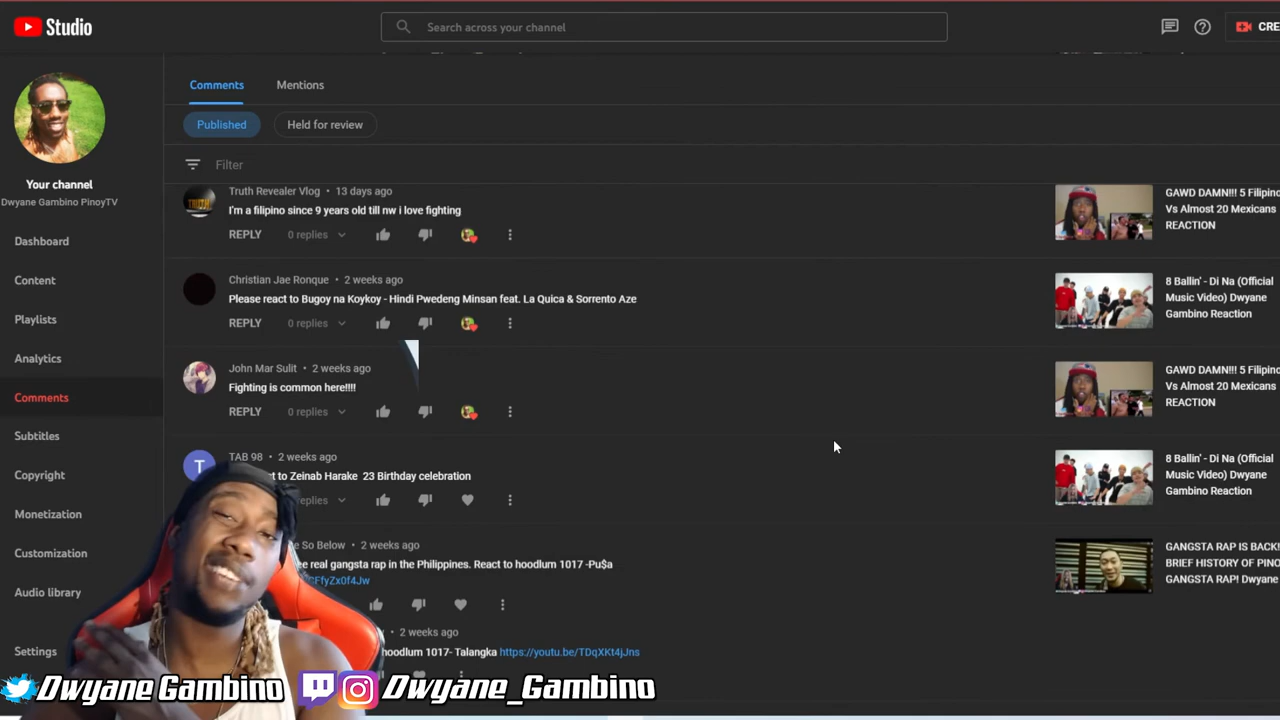 Studio
Search across your channel
CRE
Your channel
Dwyane Gambino PinoyTV
Dashboard
Content
Playlists
Analytics
Comments
Subtitles
Copyright
Monetization
Customization
Audio library
Settings
Comments Mentions
Published Held for review
Filter
Truth Revealer Vlog • 13 days ago
I'm a filipino since 9 years old till nw i love fighting
REPLY 0 replies
GAWD DAMN!!! 5 Filipino
Vs Almost 20 Mexicans
REACTION
Christian Jae Ronque • 2 weeks ago
Please react to Bugoy na Koykoy - Hindi Pwedeng Minsan feat. La Quica & Sorrento Aze
REPLY 0 replies
8 Ballin' - Di Na (Official
Music Video) Dwyane
Gambino Reaction
John Mar Sulit • 2 weeks ago
Fighting is common here!!!!
REPLY 0 replies
GAWD DAMN!!! 5 Filipino
Vs Almost 20 Mexicans
REACTION
T
TAB 98 • 2 weeks ago
to Zeinab Harake 23 Birthday celebration
replies
8 Ballin' - Di Na (Official
Music Video) Dwyane
Gambino Reaction
So Below • 2 weeks ago
real gangsta rap in the Philippines. React to hoodlum 1017 -Pu$a
CFfyZx0f4Jw
GANGSTA RAP IS BACK!
BRIEF HISTORY OF PINO
GANGSTA RAP! Dwyane
• 2 weeks ago
hoodlum 1017- Talangka https://youtu.be/TDqXKt4jJns
Dwyane Gambino Dwyane_Gambino